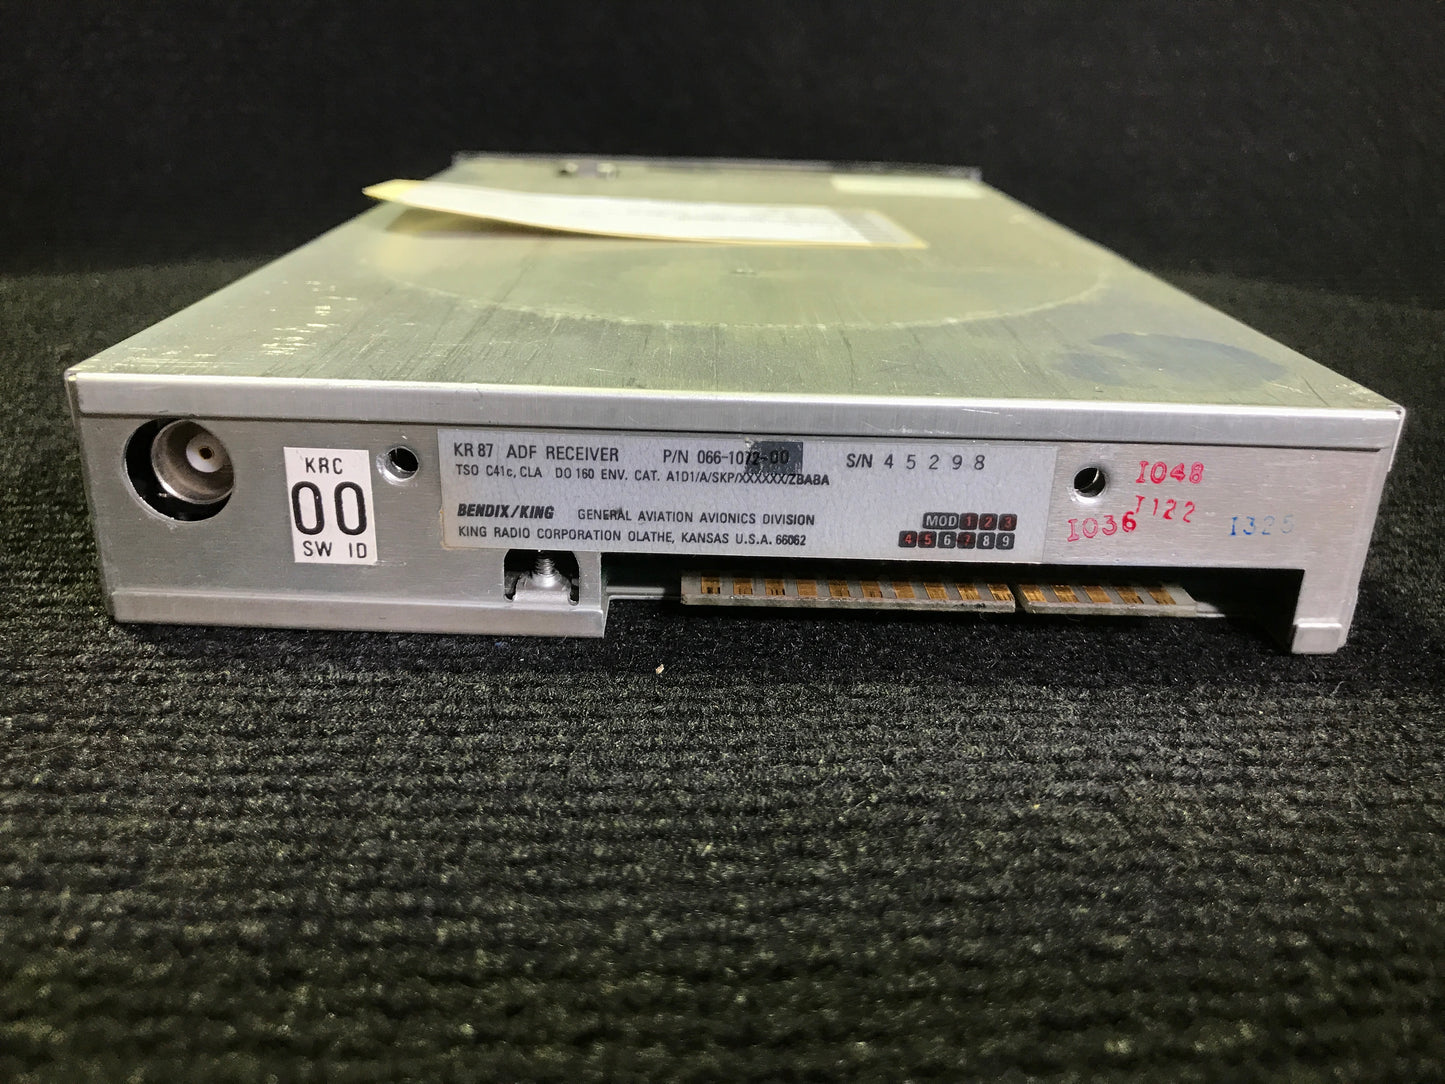 KRC
00
SW ID
KR 87 ADF RECEIVER P/N 066-1072-00 S/N 45298
TSO C41c, CLA DO 160 ENV. CAT. A1D1/A/SKP/XXXXXX/ZBABA
BENDIX/KING GENERAL AVIATION AVIONICS DIVISION
KING RADIO CORPORATION OLATHE, KANSAS U.S.A. 66062
MOD 1 2 3
4 5 6 7 8 9
I048
I122
I036